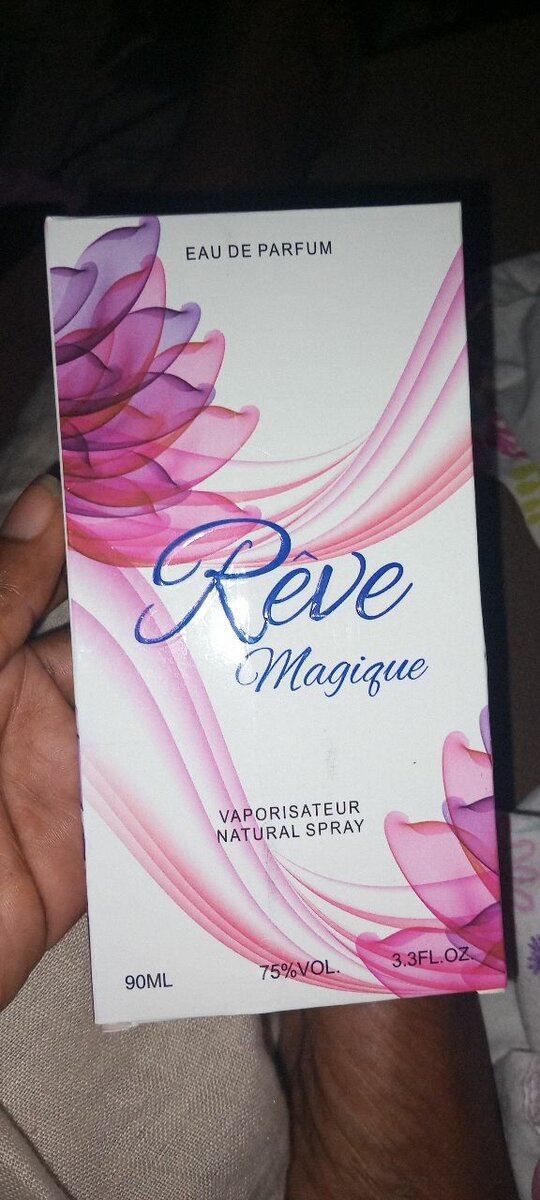 EAU DE PARFUM
Rêve
Magique
VAPORISATEUR
NATURAL SPRAY
90ML 75%VOL. 3.3FL.OZ.